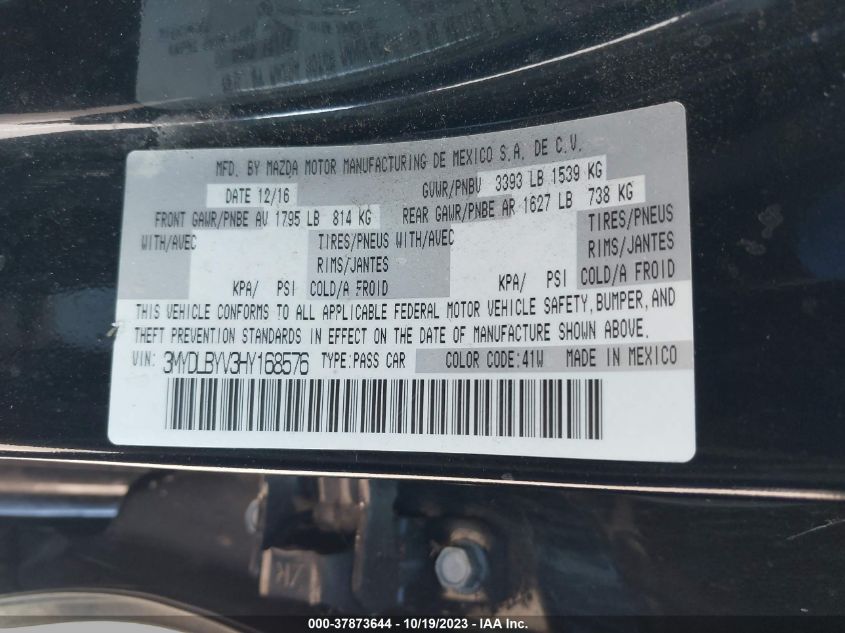 MFD. BY MAZDA MOTOR MANUFACTURING DE MEXICO S.A. DE C.V.
DATE 12/16 GVWR/PNBV 3393 LB 1539 KG
FRONT GAWR/PNBE AV 1795 LB 814 KG REAR GAWR/PNBE AR 1627 LB 738 KG
WITH/AVEC TIRES/PNEUS WITH/AVEC TIRES/PNEUS
RIMS/JANTES RIMS/JANTES
KPA/ PSI COLD/A FROID KPA/ PSI COLD/A FROID
THIS VEHICLE CONFORMS TO ALL APPLICABLE FEDERAL MOTOR VEHICLE SAFETY, BUMPER, AND
THEFT PREVENTION STANDARDS IN EFFECT ON THE DATE OF MANUFACTURE SHOWN ABOVE.
VIN: 3MYDLBYV3HY168576 TYPE:PASS CAR COLOR CODE:41W MADE IN MEXICO
000-37873644 - 10/19/2023 - IAA Inc.